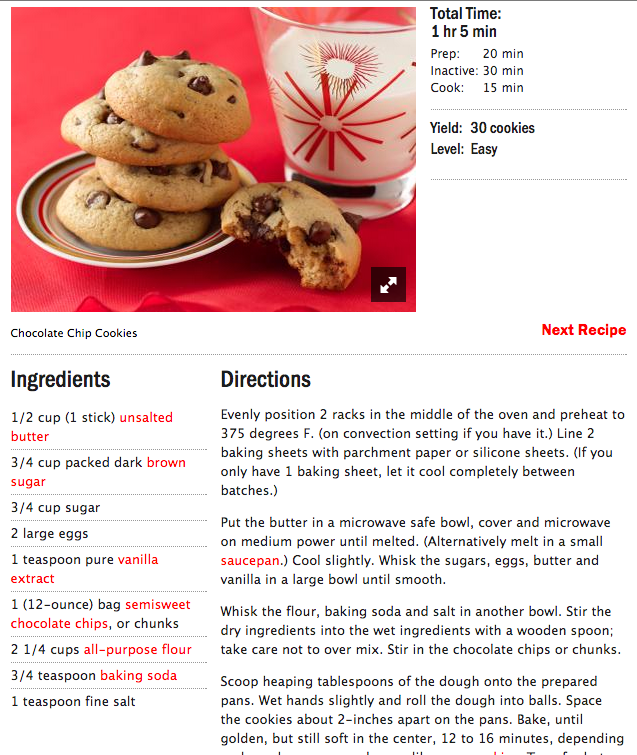 Total Time:
1 hr 5 min
Prep: 20 min
Inactive: 30 min
Cook: 15 min
Yield: 30 cookies
Level: Easy
Chocolate Chip Cookies
Next Recipe
Ingredients
1/2 cup (1 stick) unsalted
butter
3/4 cup packed dark brown
sugar
3/4 cup sugar
2 large eggs
1 teaspoon pure vanilla
extract
1 (12-ounce) bag semisweet
chocolate chips, or chunks
2 1/4 cups all-purpose flour
3/4 teaspoon baking soda
1 teaspoon fine salt
Directions
Evenly position 2 racks in the middle of the oven and preheat to
375 degrees F. (on convection setting if you have it.) Line 2
baking sheets with parchment paper or silicone sheets. (If you
only have 1 baking sheet, let it cool completely between
batches.)
Put the butter in a microwave safe bowl, cover and microwave
on medium power until melted. (Alternatively melt in a small
saucepan.) Cool slightly. Whisk the sugars, eggs, butter and
vanilla in a large bowl until smooth.
Whisk the flour, baking soda and salt in another bowl. Stir the
dry ingredients into the wet ingredients with a wooden spoon;
take care not to over mix. Stir in the chocolate chips or chunks.
Scoop heaping tablespoons of the dough onto the prepared
pans. Wet hands slightly and roll the dough into balls. Space
the cookies about 2-inches apart on the pans. Bake, until
golden, but still soft in the center, 12 to 16 minutes, depending